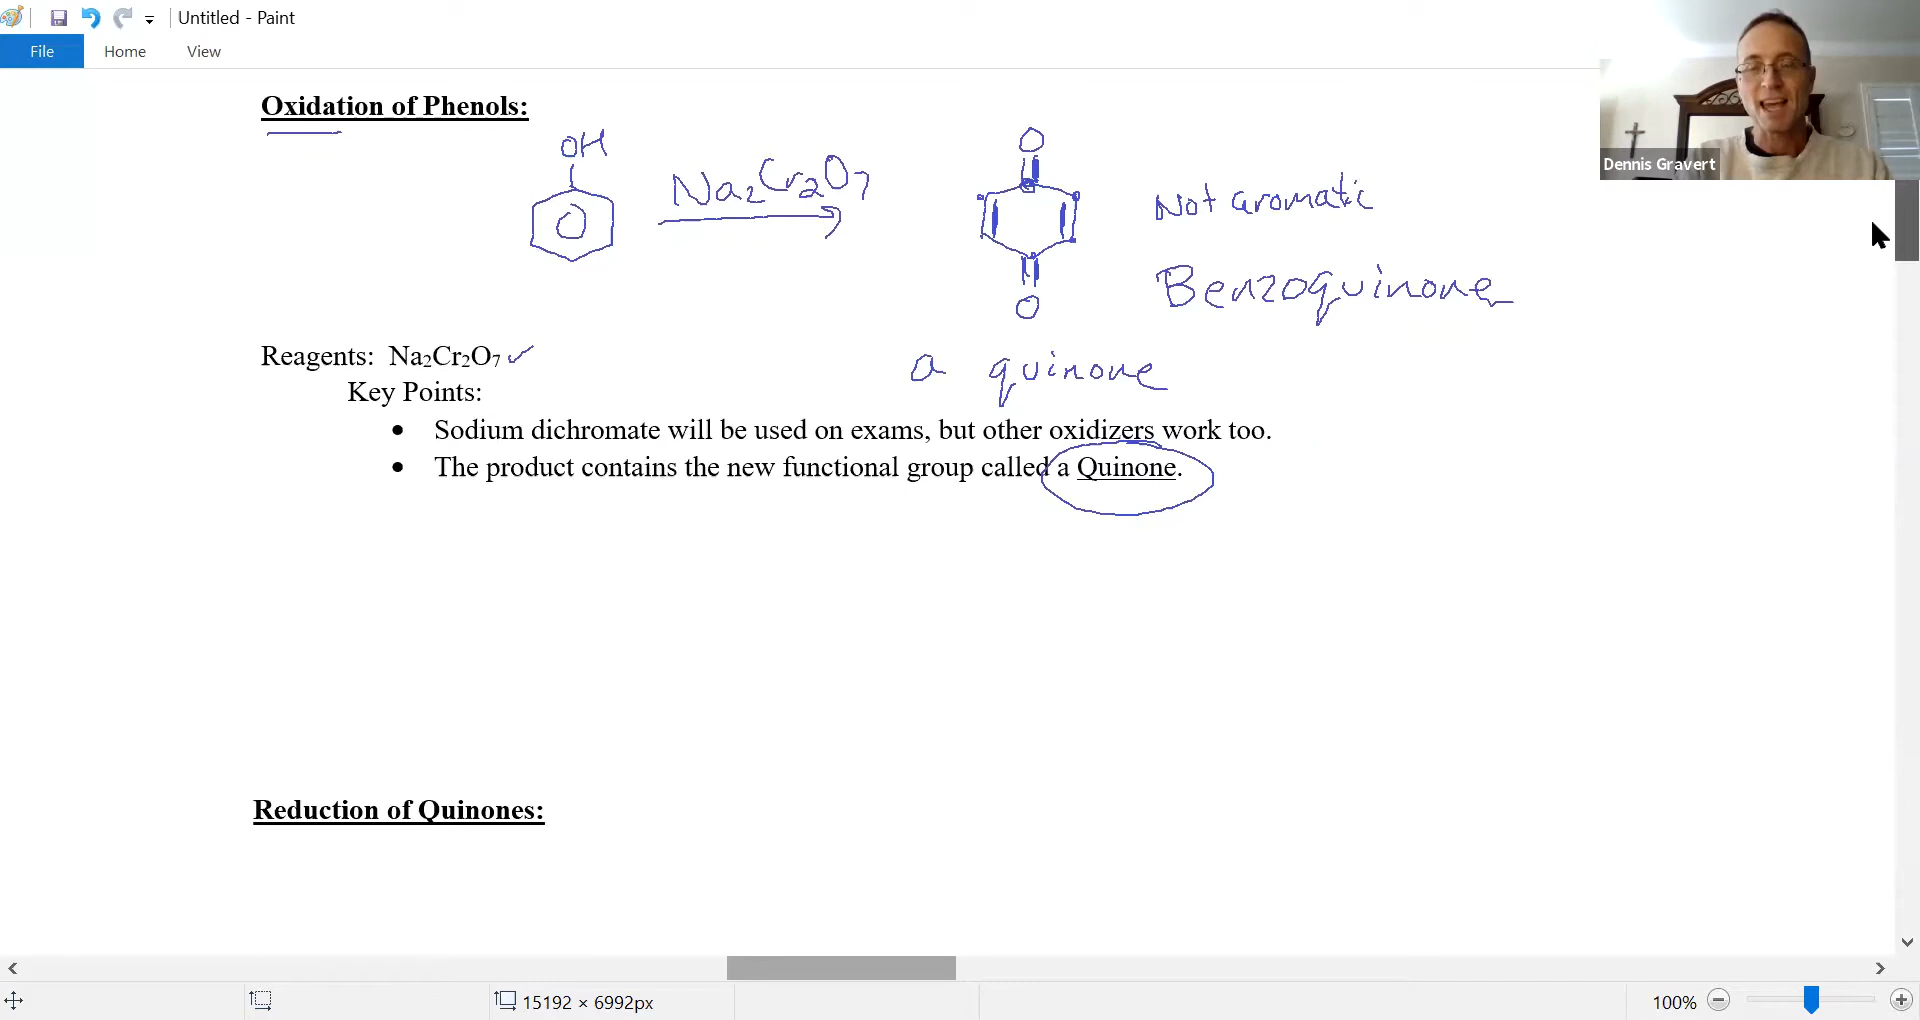 Untitled - Paint
File Home View
Oxidation of Phenols:
OH
Na₂Cr₂O₇
O
Not aromatic
Benzoquinone
O
Dennis Gravert
Reagents: Na₂Cr₂O₇ ✓
a quinone
Key Points:
• Sodium dichromate will be used on exams, but other oxidizers work too.
• The product contains the new functional group called a Quinone.
Reduction of Quinones:
15192 × 6992px
100%